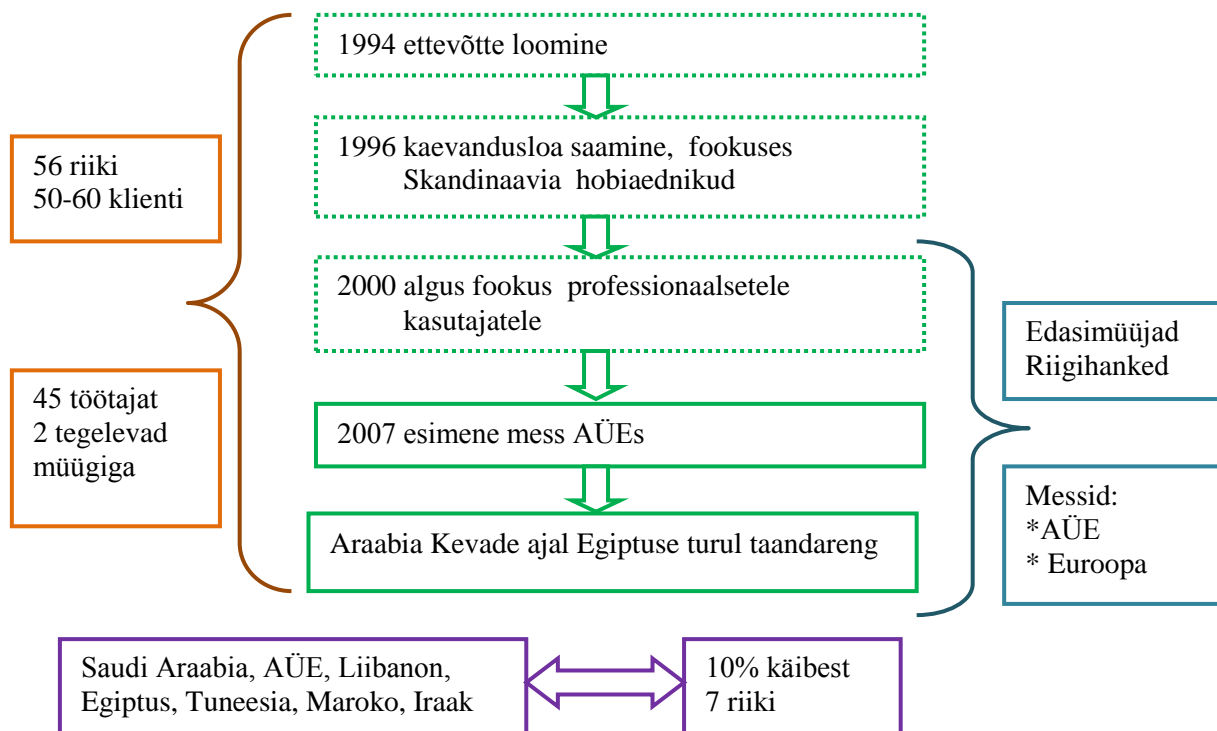 1994 ettevõtte loomine
1996 kaevandusloa saamine, fookuses
Skandinaavia hobiaednikud
2000 algus fookus professionaalsetele
kasutajatele
2007 esimene mess AÜEs
Araabia Kevade ajal Egiptuse turul taandareng
56 riiki
50-60 klienti
45 töötajat
2 tegelevad
müügiga
Edasimüüjad
Riigihanked
Messid:
*AÜE
* Euroopa
Saudi Araabia, AÜE, Liibanon,
Egiptus, Tuneesia, Maroko, Iraak
10% käibest
7 riiki